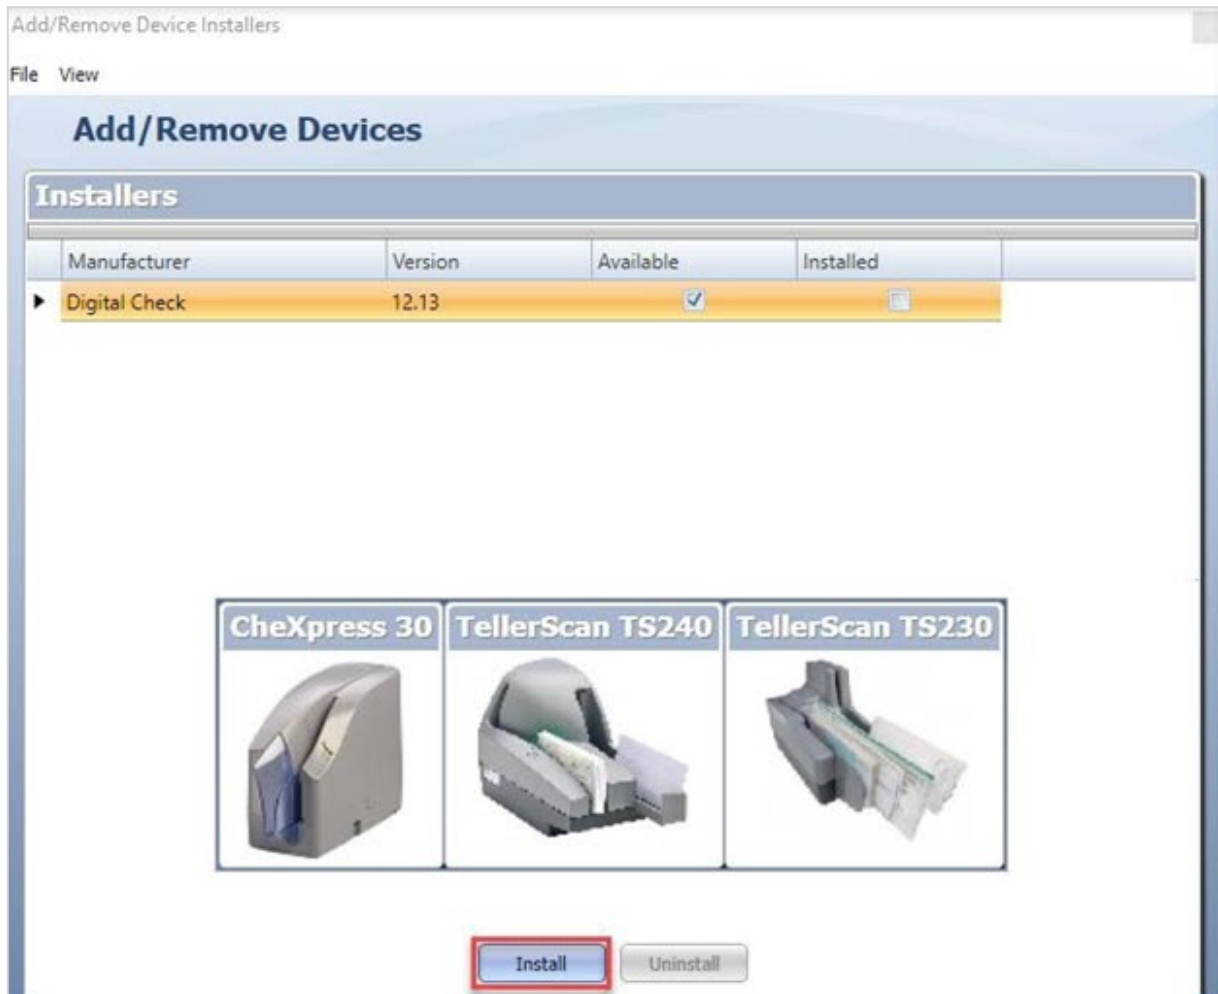 Add/Remove Device Installers
File View
Add/Remove Devices
Installers
Manufacturer Version Available Installed
Digital Check 12.13
CheXpress 30 TellerScan TS240 TellerScan TS230
Install Uninstall